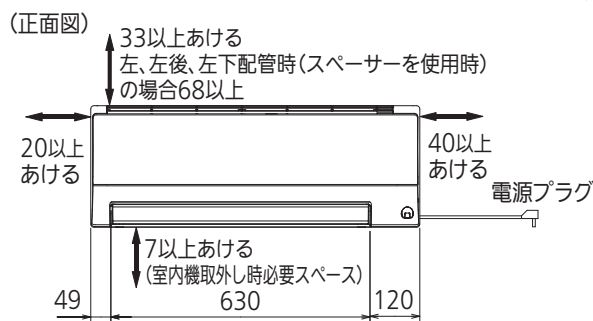 （正面図）
33以上あける
左、左後、左下配管時（スペーサーを使用時）
の場合68以上
20以上
あける
40以上
あける
電源プラグ
7以上あける
（室内機取外し時必要スペース）
49
630
120